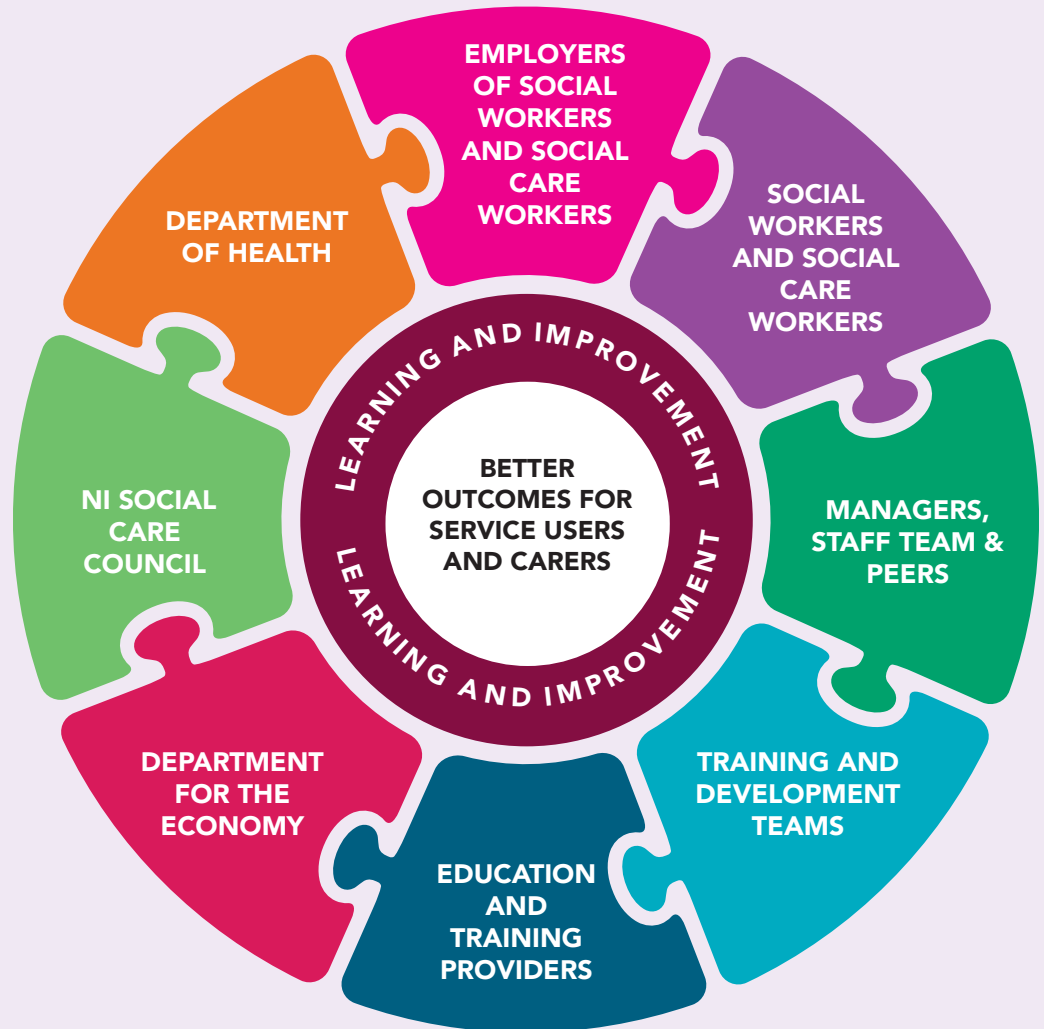 EMPLOYERS
OF SOCIAL
WORKERS
AND SOCIAL
CARE
WORKERS
SOCIAL
WORKERS
AND SOCIAL
CARE
WORKERS
MANAGERS,
STAFF TEAM &
PEERS
TRAINING AND
DEVELOPMENT
TEAMS
EDUCATION
AND
TRAINING
PROVIDERS
DEPARTMENT
FOR THE
ECONOMY
NI SOCIAL
CARE
COUNCIL
DEPARTMENT
OF HEALTH
LEARNING AND IMPROVEMENT
BETTER
OUTCOMES FOR
SERVICE USERS
AND CARERS
LEARNING AND IMPROVEMENT